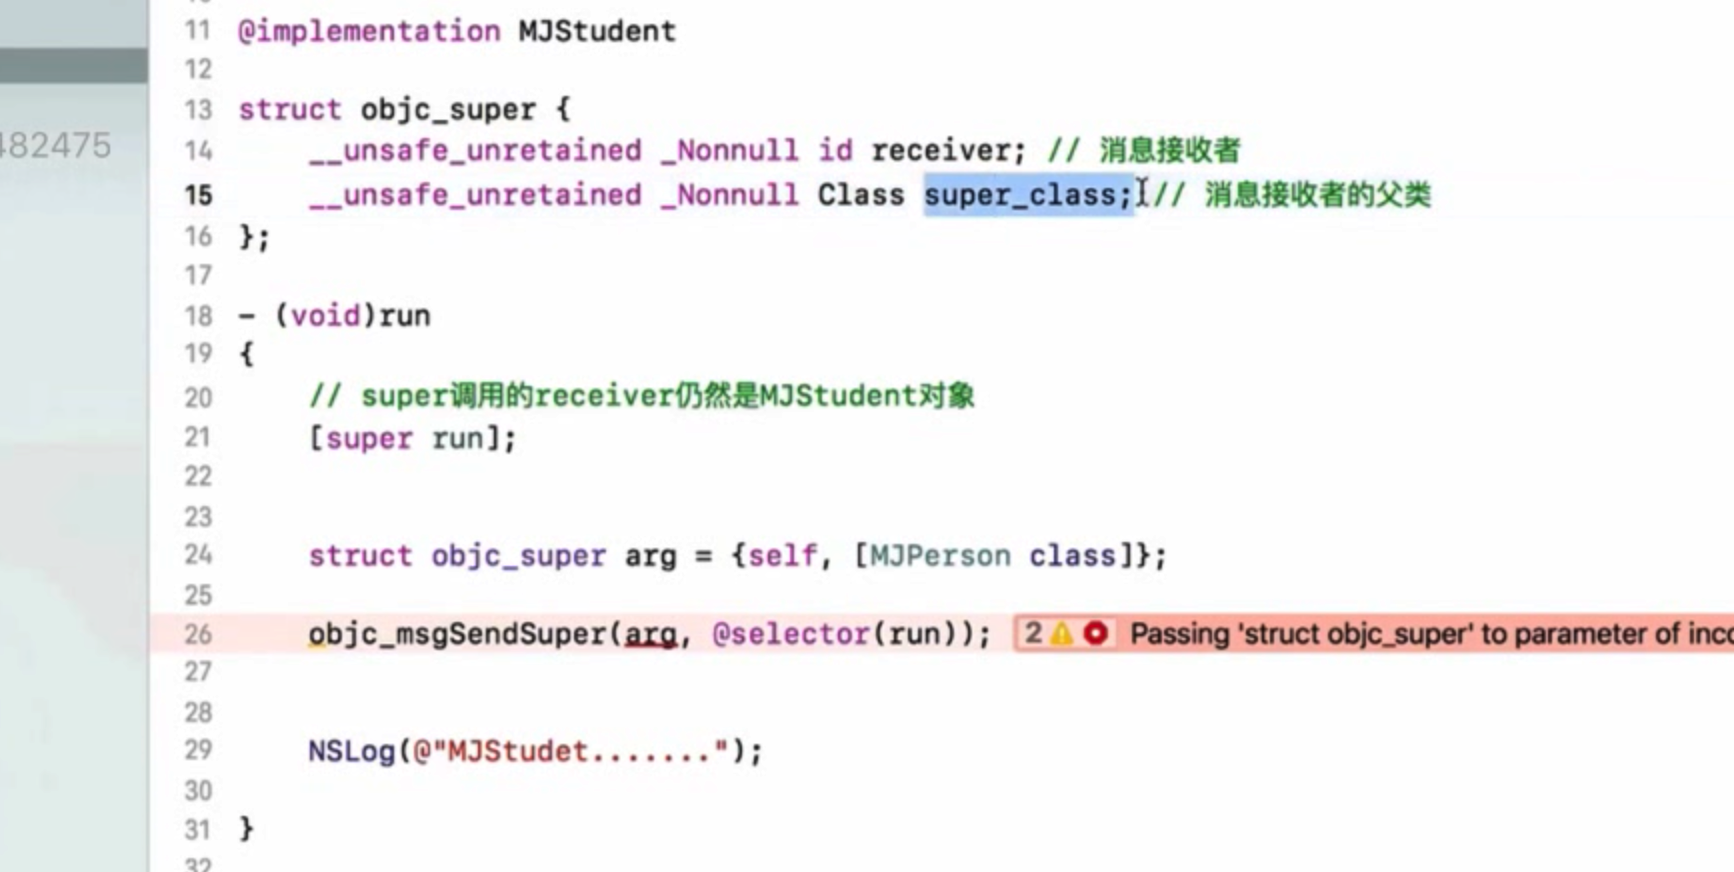 482475
11 @implementation MJStudent
12
13 struct objc_super {
14     __unsafe_unretained _Nonnull id receiver; // 消息接收者
15     __unsafe_unretained _Nonnull Class super_class; // 消息接收者的父类
16 };
17
18 - (void)run
19 {
20     // super调用的receiver仍然是MJStudent对象
21     [super run];
22
23
24     struct objc_super arg = {self, [MJPerson class]};
25
26     objc_msgSendSuper(arg, @selector(run)); 2 Passing 'struct objc_super' to parameter of inco
27
28
29     NSLog(@"MJStudet.......");
30
31 }
32